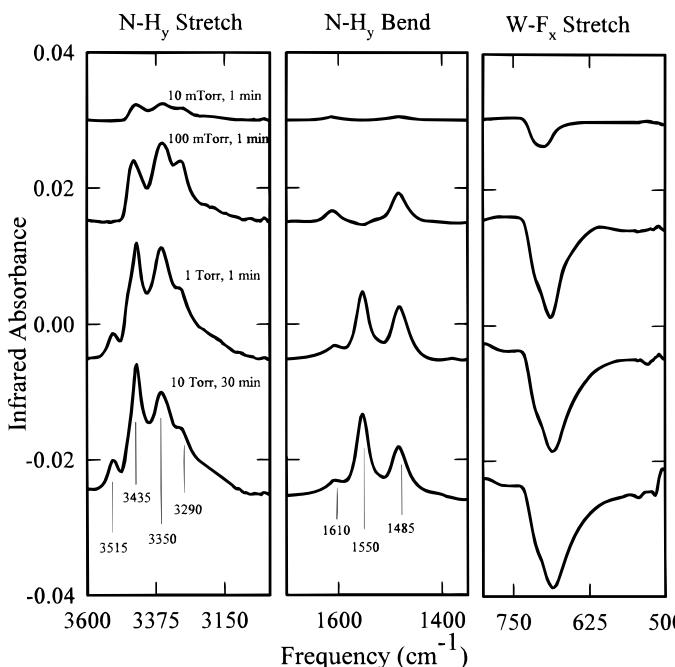 N-Hy Stretch
N-Hy Bend
W-Fx Stretch
0.04
0.02
0.00
-0.02
-0.04
Infrared Absorbance
10 mTorr, 1 min
100 mTorr, 1 min
1 Torr, 1 min
10 Torr, 30 min
3435
3290
3515
3350
1610
1485
1550
3600
3375
3150
1600
1400
750
625
500
Frequency (cm-1)